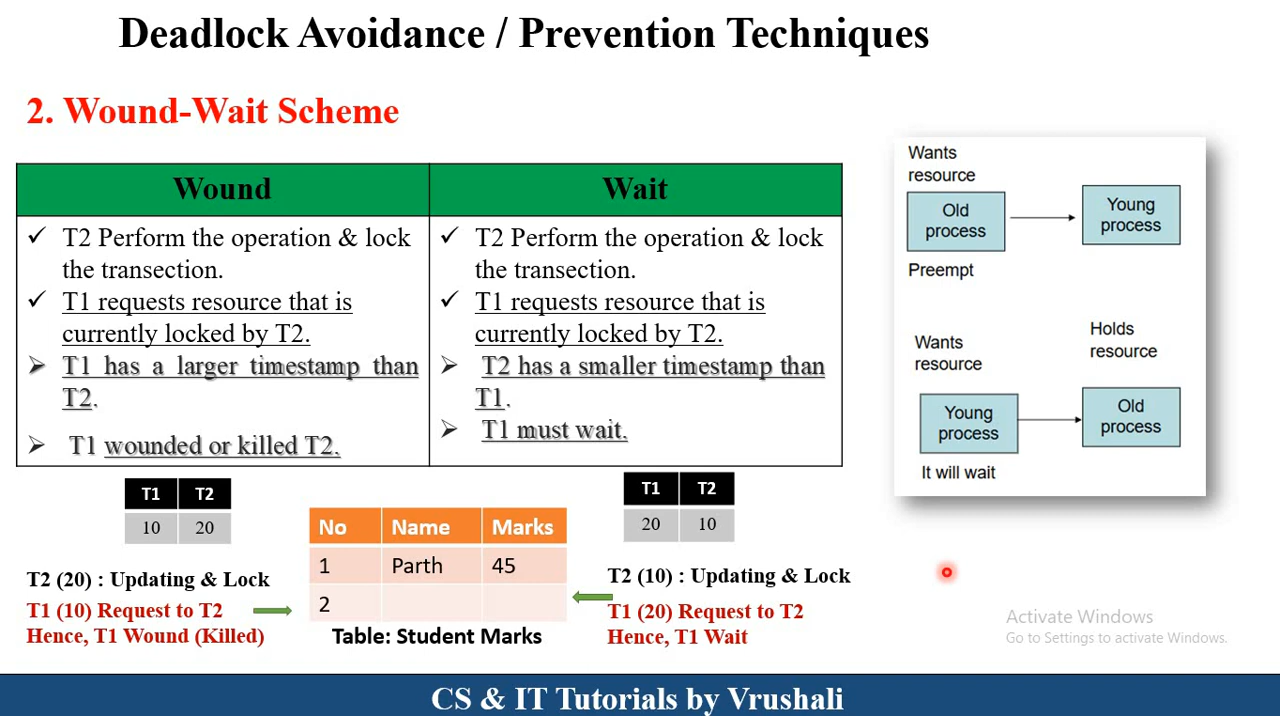 Deadlock Avoidance / Prevention Techniques
2. Wound-Wait Scheme
Wound
✓ T2 Perform the operation & lock
the transection.
✓ T1 requests resource that is
currently locked by T2.
➢ T1 has a larger timestamp than
T2.
➢ T1 wounded or killed T2.
Wait
✓ T2 Perform the operation & lock
the transection.
✓ T1 requests resource that is
currently locked by T2.
➢ T2 has a smaller timestamp than
T1.
➢ T1 must wait.
Wants
resource
Old
process
Young
process
Preempt
Wants
resource
Holds
resource
Young
process
Old
process
It will wait
T1 T2
10 20
T2 (20) : Updating & Lock
T1 (10) Request to T2
Hence, T1 Wound (Killed)
No Name Marks
1 Parth 45
2
Table: Student Marks
T1 T2
20 10
T2 (10) : Updating & Lock
T1 (20) Request to T2
Hence, T1 Wait
Activate Windows
Go to Settings to activate Windows.
CS & IT Tutorials by Vrushali